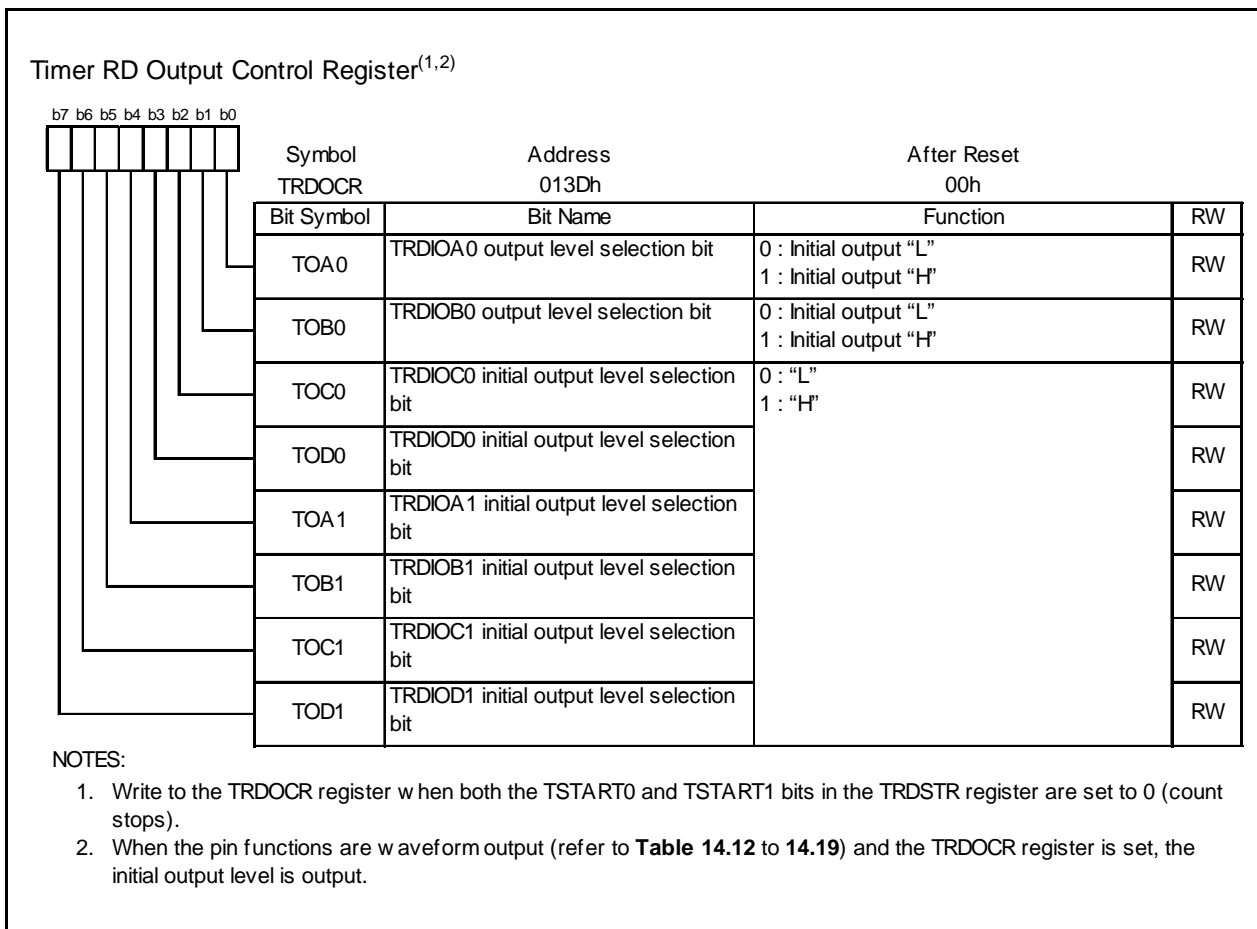 Timer RD Output Control Register(1,2)
b7 b6 b5 b4 b3 b2 b1 b0
Symbol Address After Reset
TRDOCR 013Dh 00h
Bit Symbol Bit Name Function RW
TOA0 TRDIOA0 output level selection bit 0 : Initial output “L”
1 : Initial output “H” RW
TOB0 TRDIOB0 output level selection bit 0 : Initial output “L”
1 : Initial output “H” RW
TOC0 TRDIOC0 initial output level selection bit 0 : “L”
1 : “H” RW
TOD0 TRDIOD0 initial output level selection bit RW
TOA1 TRDIOA1 initial output level selection bit RW
TOB1 TRDIOB1 initial output level selection bit RW
TOC1 TRDIOC1 initial output level selection bit RW
TOD1 TRDIOD1 initial output level selection bit RW
NOTES:
1. Write to the TRDOCR register when both the TSTART0 and TSTART1 bits in the TRDSTR register are set to 0 (count
stops).
2. When the pin functions are waveform output (refer to Table 14.12 to 14.19) and the TRDOCR register is set, the
initial output level is output.